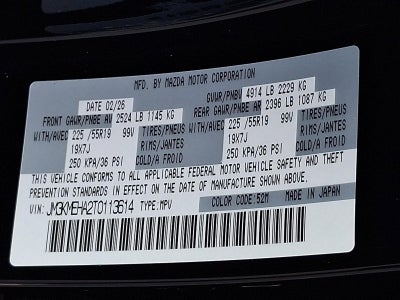 MFD. BY MAZDA MOTOR CORPORATION
DATE 02/26 GVWR/PNBV 4914 LB 2229 KG
FRONT GAWR/PNBE AV 2524 LB 1145 KG REAR GAWR/PNBE AR 2396 LB 1087 KG
WITH/AVEC 225 /55R19 99V TIRES/PNEUS WITH/AVEC 225 /55R19 99V TIRES/PNEUS
19X7J RIMS/JANTES 19X7J RIMS/JANTES
250 KPA/36 PSI COLD/A FROID 250 KPA/36 PSI COLD/A FROID
THIS VEHICLE CONFORMS TO ALL APPLICABLE FEDERAL MOTOR VEHICLE SAFETY AND THEFT
PREVENTION STANDARDS IN EFFECT ON THE DATE OF MANUFACTURE SHOWN ABOVE.
VIN: JM3KMEHA2T0113614 TYPE: MPV COLOR CODE: 52M MADE IN JAPAN